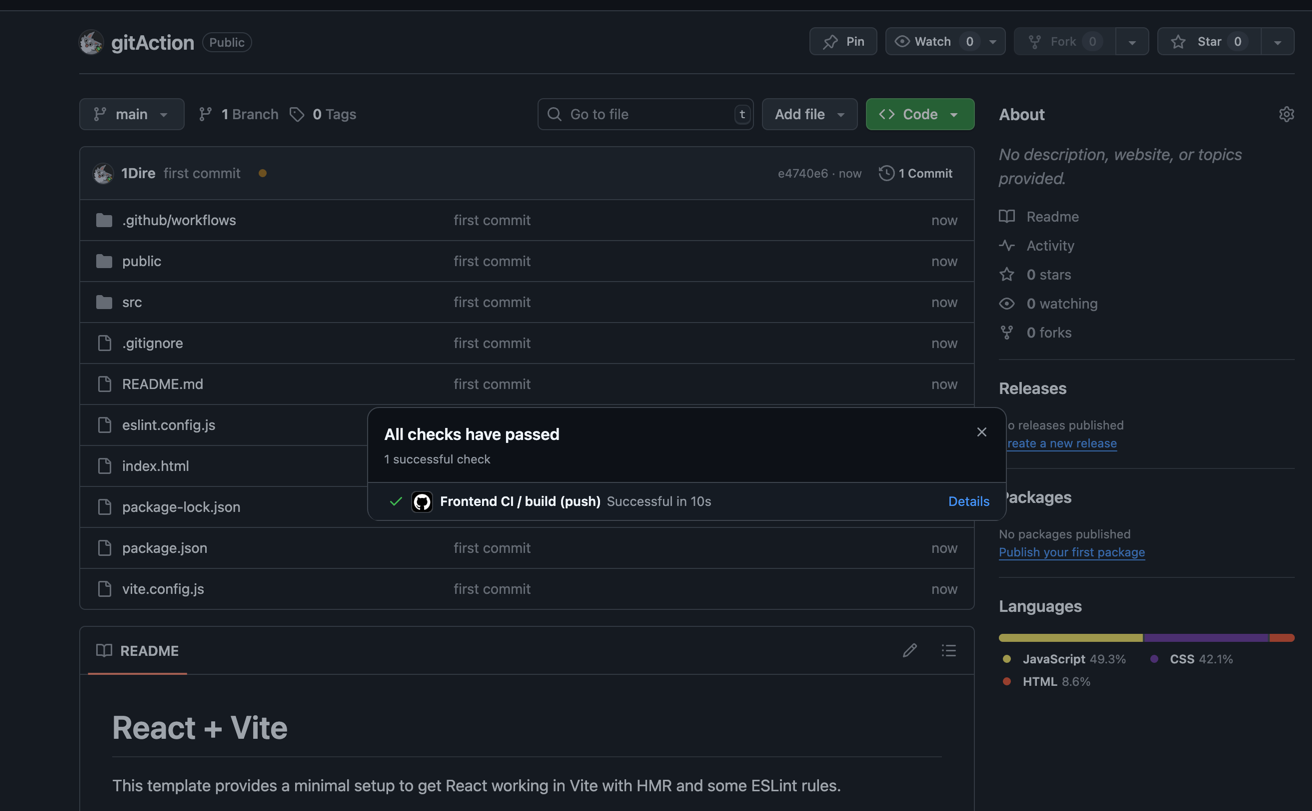 gitAction Public Pin Watch 0 Fork 0 Star 0
main 1 Branch 0 Tags Go to file t Add file Code
1Dire first commit e4740e6 · now 1 Commit
.github/workflows first commit now
public first commit now
src first commit now
.gitignore first commit now
README.md first commit now
eslint.config.js
index.html
package-lock.json
package.json first commit now
vite.config.js first commit now
All checks have passed
1 successful check
Frontend CI / build (push) Successful in 10s Details
README
React + Vite
This template provides a minimal setup to get React working in Vite with HMR and some ESLint rules.
About
No description, website, or topics
provided.
Readme
Activity
0 stars
0 watching
0 forks
Releases
o releases published
reate a new release
Packages
No packages published
Publish your first package
Languages
JavaScript 49.3% CSS 42.1%
HTML 8.6%